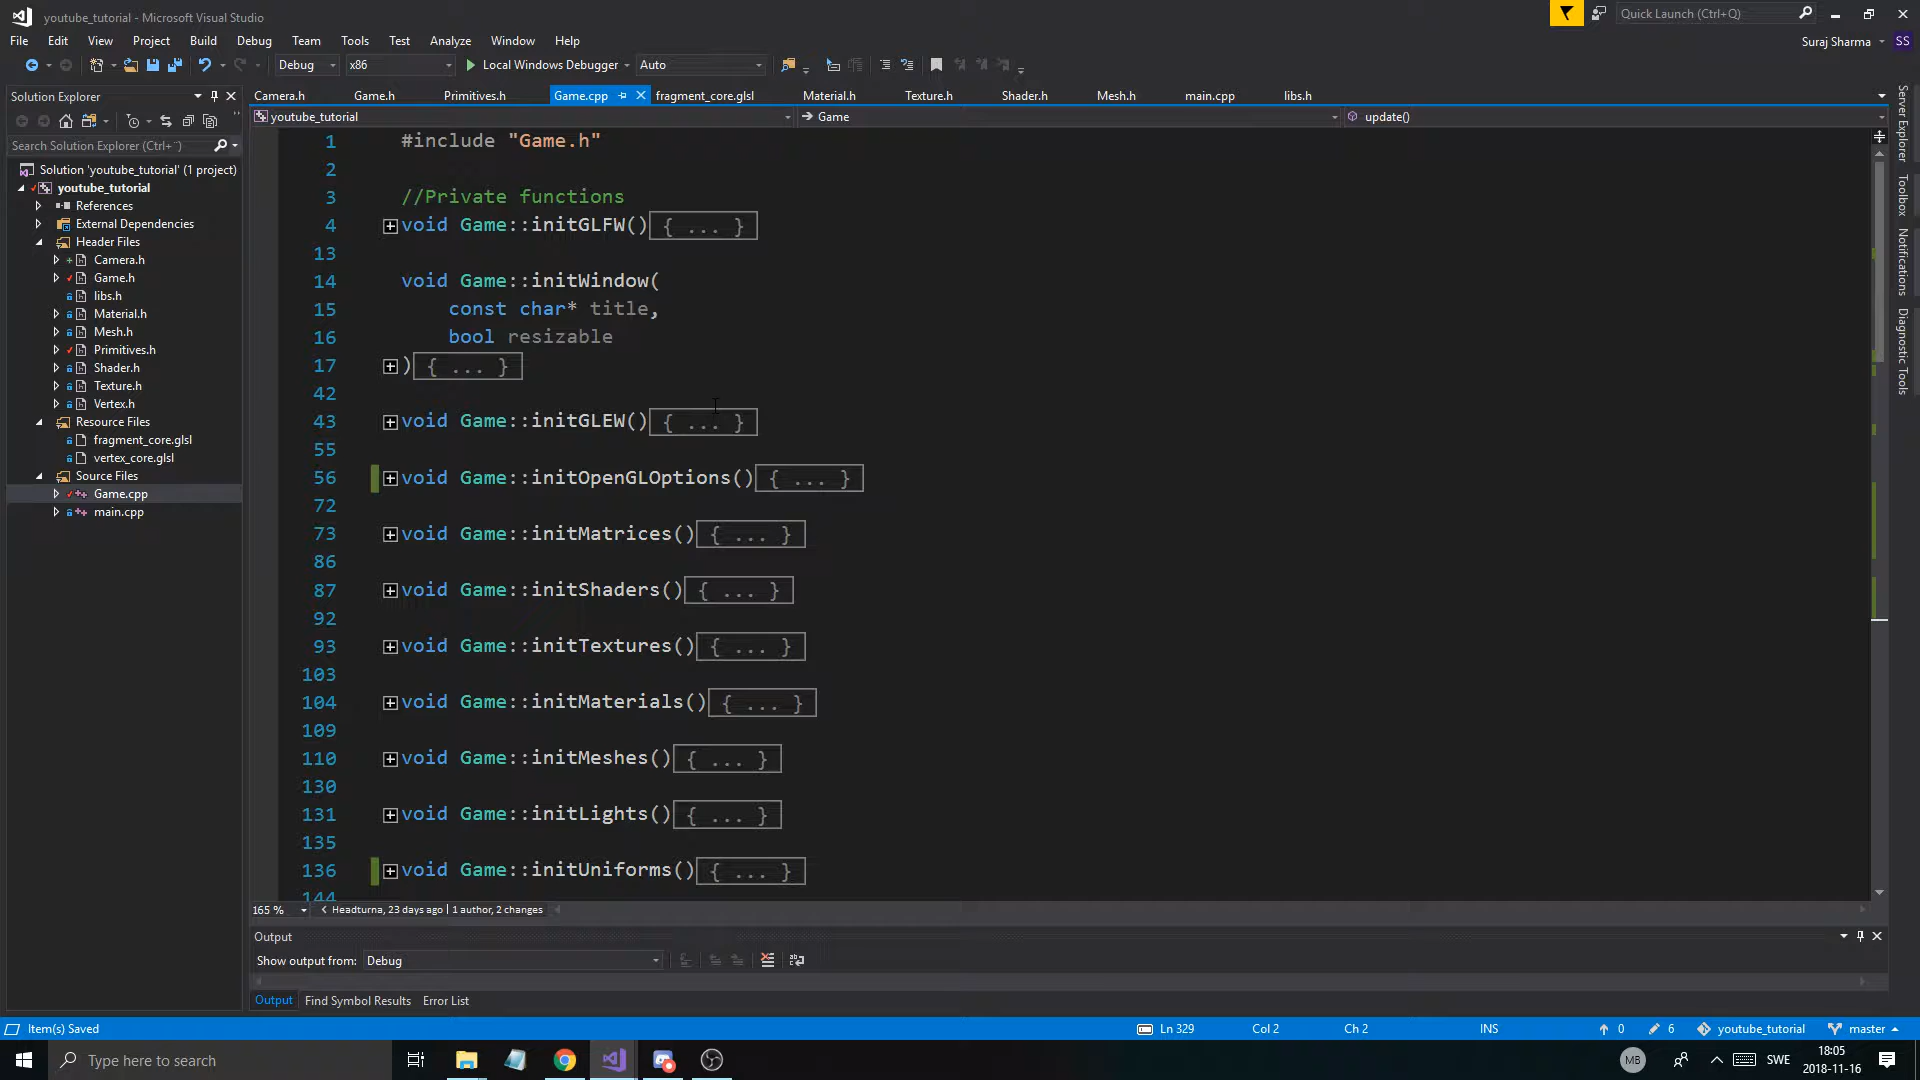 youtube_tutorial - Microsoft Visual Studio
Quick Launch (Ctrl+Q)
File Edit View Project Build Debug Team Tools Test Analyze Window Help
Suraj Sharma SS
Debug x86 Local Windows Debugger Auto
Solution Explorer
Camera.h Game.h Primitives.h Game.cpp fragment_core.glsl Material.h Texture.h Shader.h Mesh.h main.cpp libs.h
youtube_tutorial Game update()
Search Solution Explorer (Ctrl+¨)
Solution 'youtube_tutorial' (1 project)
youtube_tutorial
References
External Dependencies
Header Files
Camera.h
Game.h
libs.h
Material.h
Mesh.h
Primitives.h
Shader.h
Texture.h
Vertex.h
Resource Files
fragment_core.glsl
vertex_core.glsl
Source Files
Game.cpp
main.cpp
1 #include "Game.h"
2
3 //Private functions
4 void Game::initGLFW(){ ... }
13
14 void Game::initWindow(
15 const char* title,
16 bool resizable
17 ){ ... }
42
43 void Game::initGLEW(){ ... }
55
56 void Game::initOpenGLOptions(){ ... }
72
73 void Game::initMatrices(){ ... }
86
87 void Game::initShaders(){ ... }
92
93 void Game::initTextures(){ ... }
103
104 void Game::initMaterials(){ ... }
109
110 void Game::initMeshes(){ ... }
130
131 void Game::initLights(){ ... }
135
136 void Game::initUniforms(){ ... }
144
Server Explorer
Toolbox
Notifications
Diagnostic Tools
165 % Headturna, 23 days ago | 1 author, 2 changes
Output
Show output from: Debug
Output Find Symbol Results Error List
Item(s) Saved Ln 329 Col 2 Ch 2 INS 0 6 youtube_tutorial master
Type here to search
MB SWE 18:05
2018-11-16